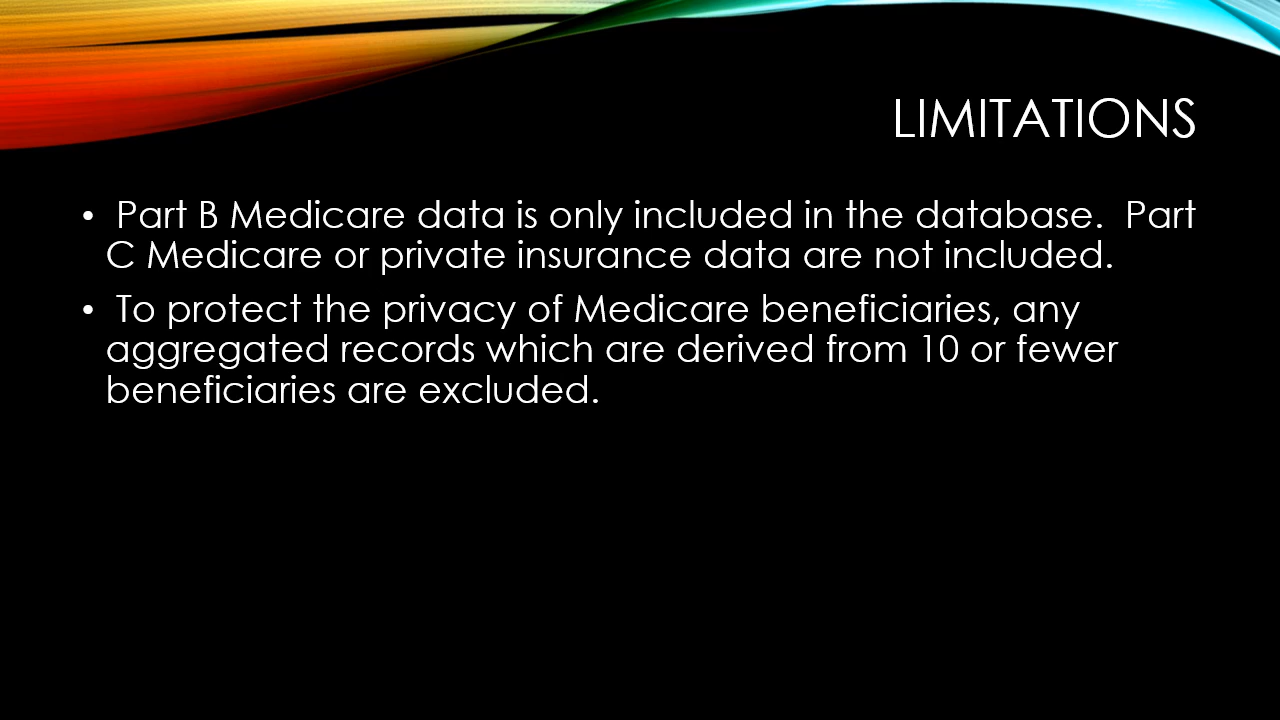 LIMITATIONS
• Part B Medicare data is only included in the database.  Part
C Medicare or private insurance data are not included.
• To protect the privacy of Medicare beneficiaries, any
aggregated records which are derived from 10 or fewer
beneficiaries are excluded.